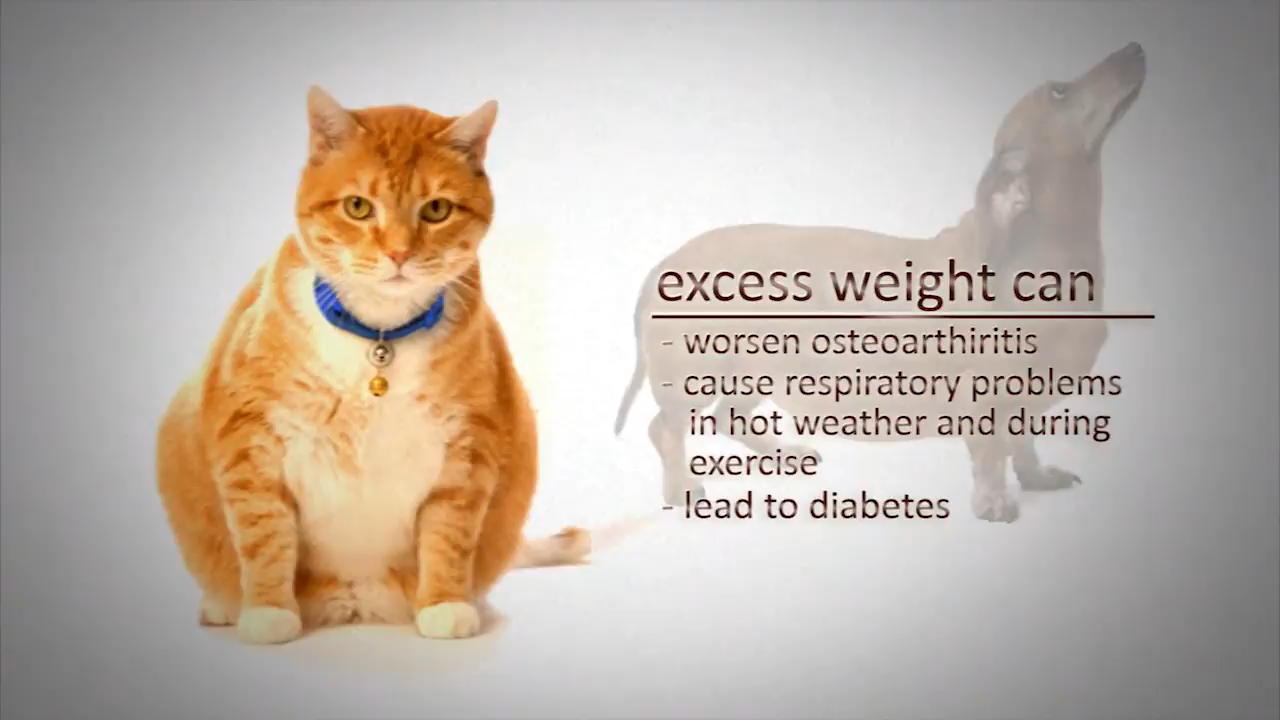 excess weight can
- worsen osteoarthiritis
- cause respiratory problems
in hot weather and during
exercise
- lead to diabetes